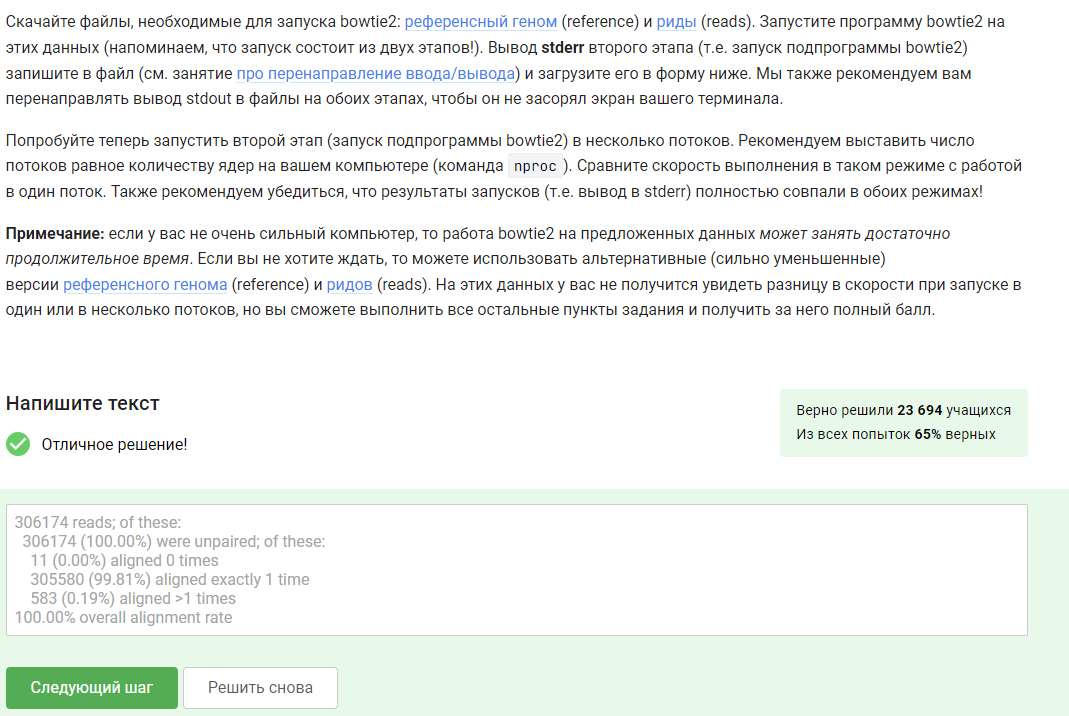 Скачайте файлы, необходимые для запуска bowtie2: референсный геном (reference) и риды (reads). Запустите программу bowtie2 на
этих данных (напоминаем, что запуск состоит из двух этапов!). Вывод stderr второго этапа (т.е. запуск подпрограммы bowtie2)
запишите в файл (см. занятие про перенаправление ввода/вывода) и загрузите его в форму ниже. Мы также рекомендуем вам
перенаправлять вывод stdout в файлы на обоих этапах, чтобы он не засорял экран вашего терминала.
Попробуйте теперь запустить второй этап (запуск подпрограммы bowtie2) в несколько потоков. Рекомендуем выставить число
потоков равное количеству ядер на вашем компьютере (команда nproc ). Сравните скорость выполнения в таком режиме с работой
в один поток. Также рекомендуем убедиться, что результаты запусков (т.е. вывод в stderr) полностью совпали в обоих режимах!
Примечание: если у вас не очень сильный компьютер, то работа bowtie2 на предложенных данных может занять достаточно
продолжительное время. Если вы не хотите ждать, то можете использовать альтернативные (сильно уменьшенные)
версии референсного генома (reference) и ридов (reads). На этих данных у вас не получится увидеть разницу в скорости при запуске в
один или в несколько потоков, но вы сможете выполнить все остальные пункты задания и получить за него полный балл.
Напишите текст
Отличное решение!
Верно решили 23 694 учащихся
Из всех попыток 65% верных
306174 reads; of these:
306174 (100.00%) were unpaired; of these:
11 (0.00%) aligned 0 times
305580 (99.81%) aligned exactly 1 time
583 (0.19%) aligned >1 times
100.00% overall alignment rate
Следующий шаг
Решить снова